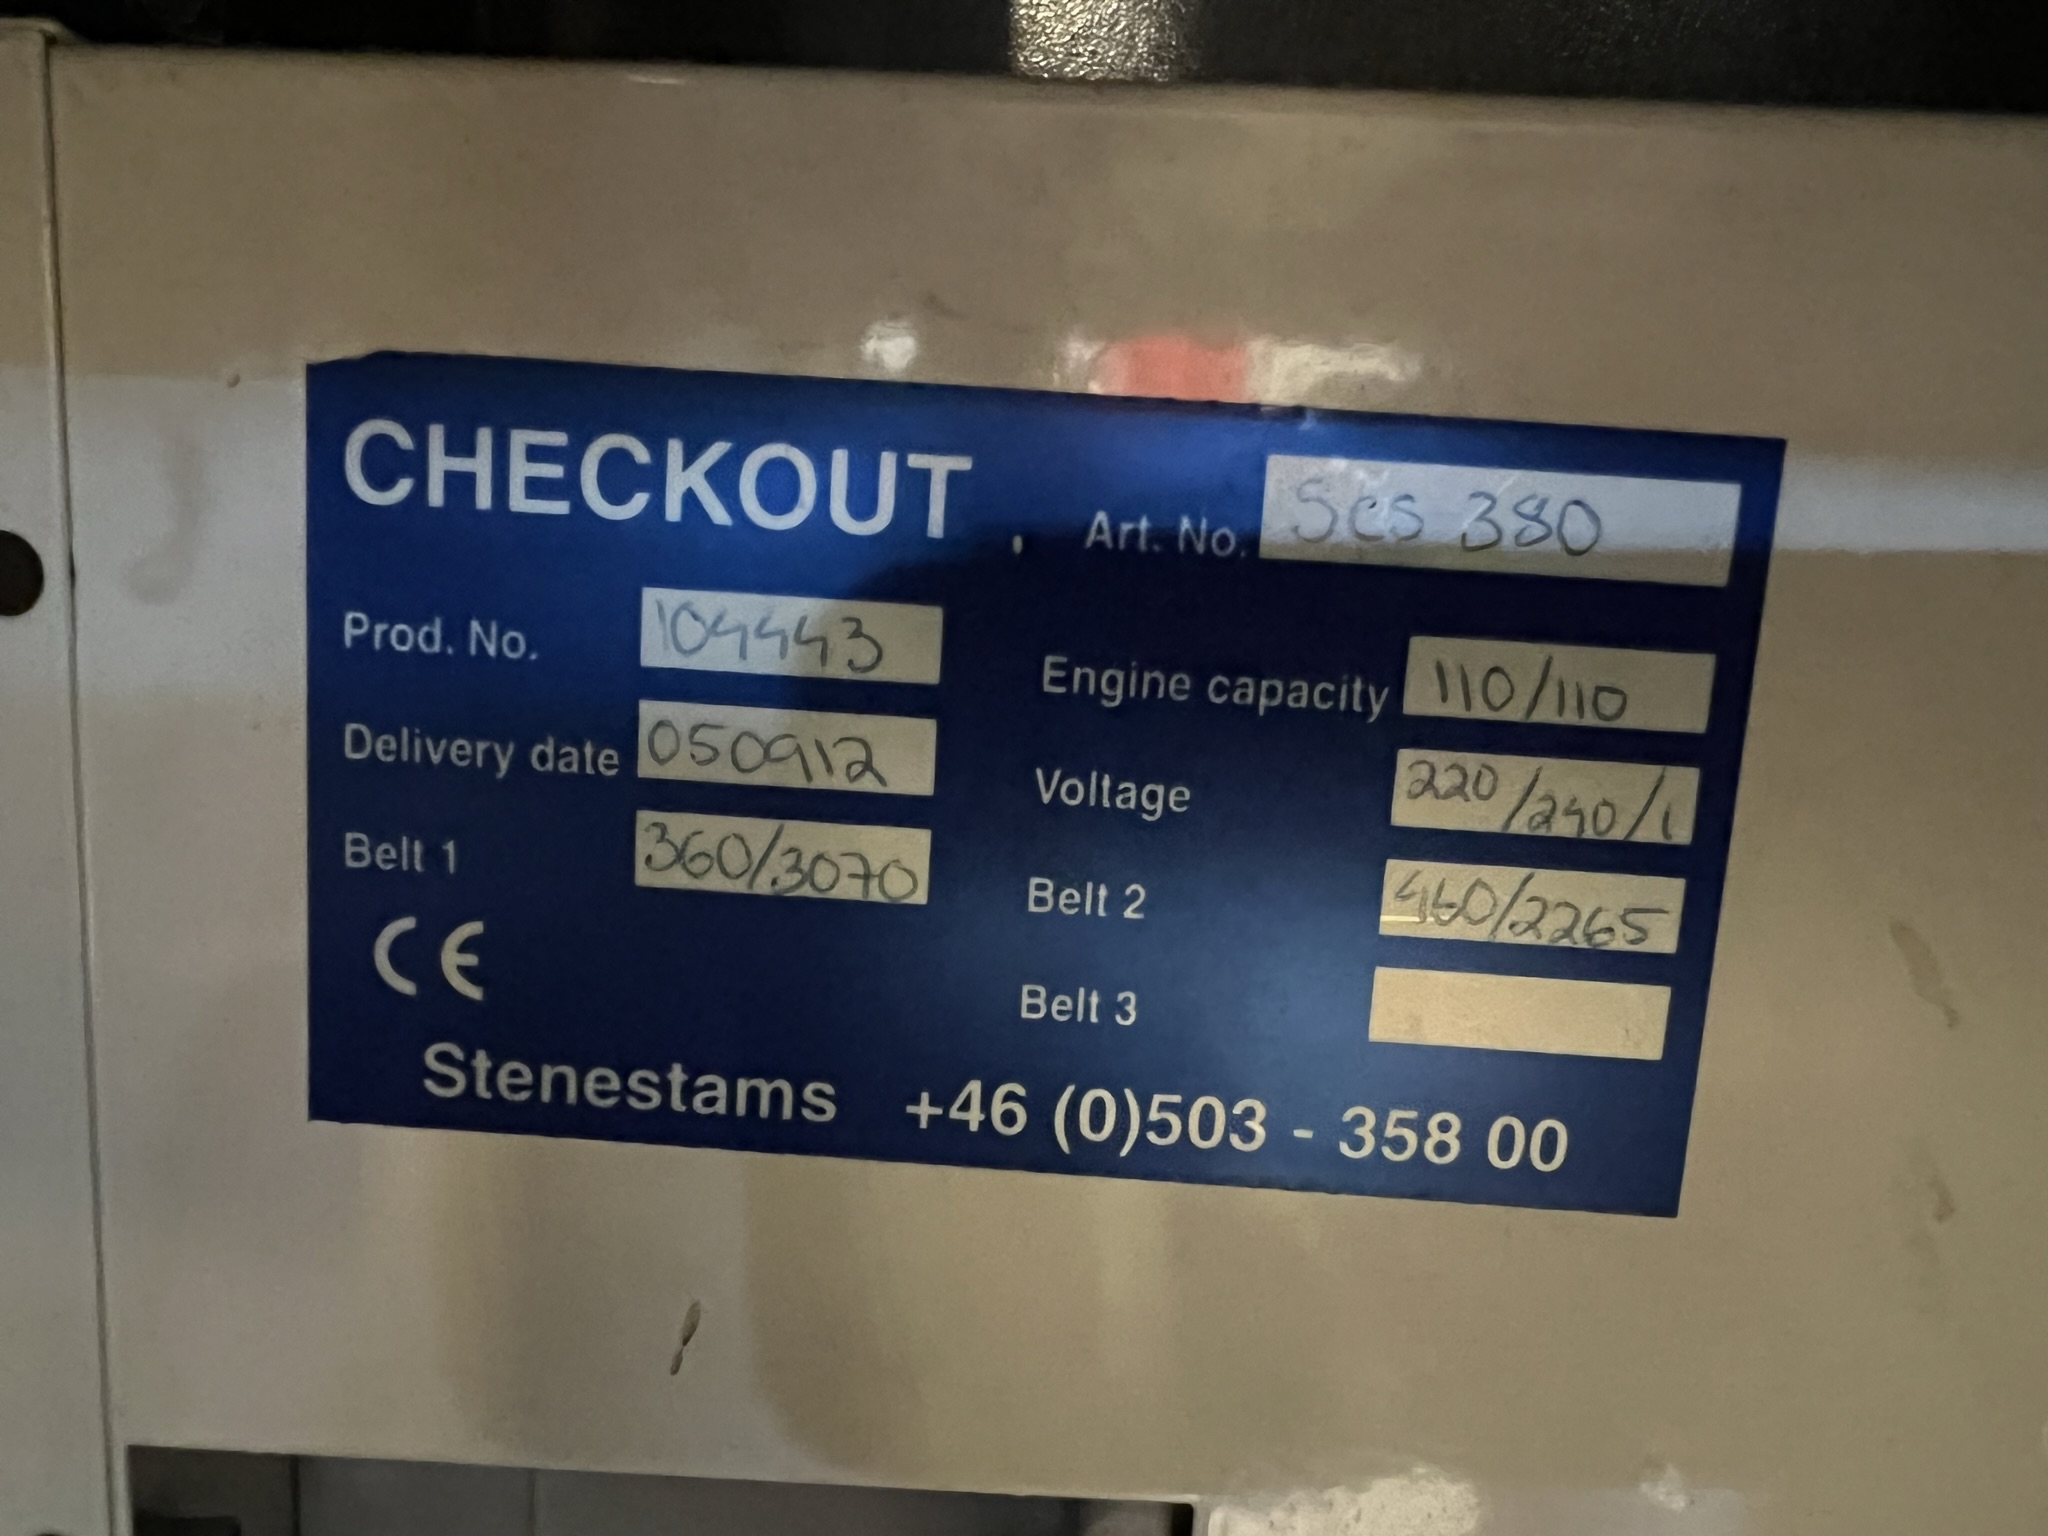 CHECKOUT
Art. No. SCS 380
Prod. No. 104443
Engine capacity 110/110
Delivery date 050912
Voltage 220/240/1
Belt 1 360/3070
Belt 2 460/2265
CE
Belt 3
Stenestams +46 (0)503 - 358 00